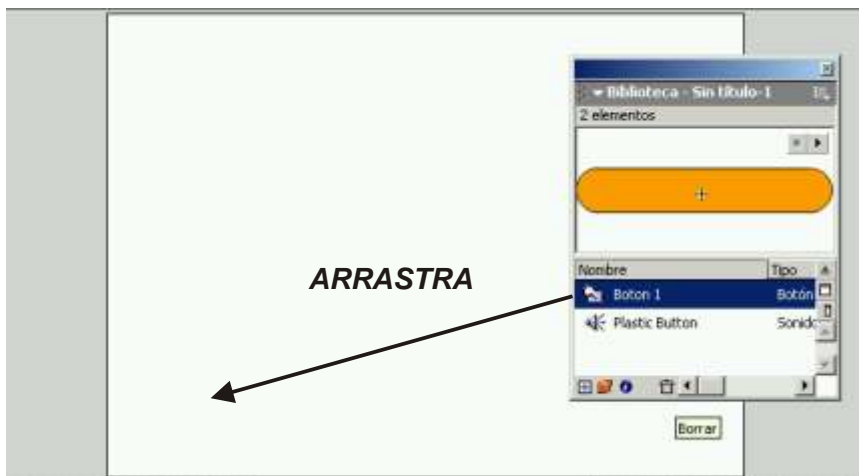 Biblioteca - Sin título-1
2 elementos
ARRASTRA
Nombre Tipo
Boton 1 Botón
Plastic Button Sonido
Borrar